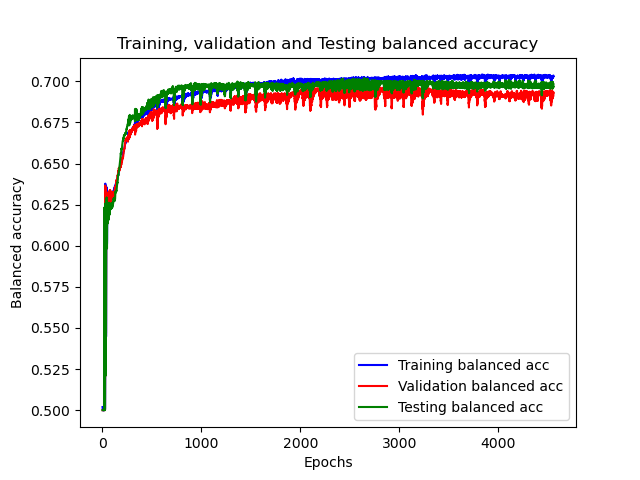 Training, validation and Testing balanced accuracy
Balanced accuracy
0.700
0.675
0.650
0.625
0.600
0.575
0.550
0.525
0.500
Training balanced acc
Validation balanced acc
Testing balanced acc
0 1000 2000 3000 4000
Epochs